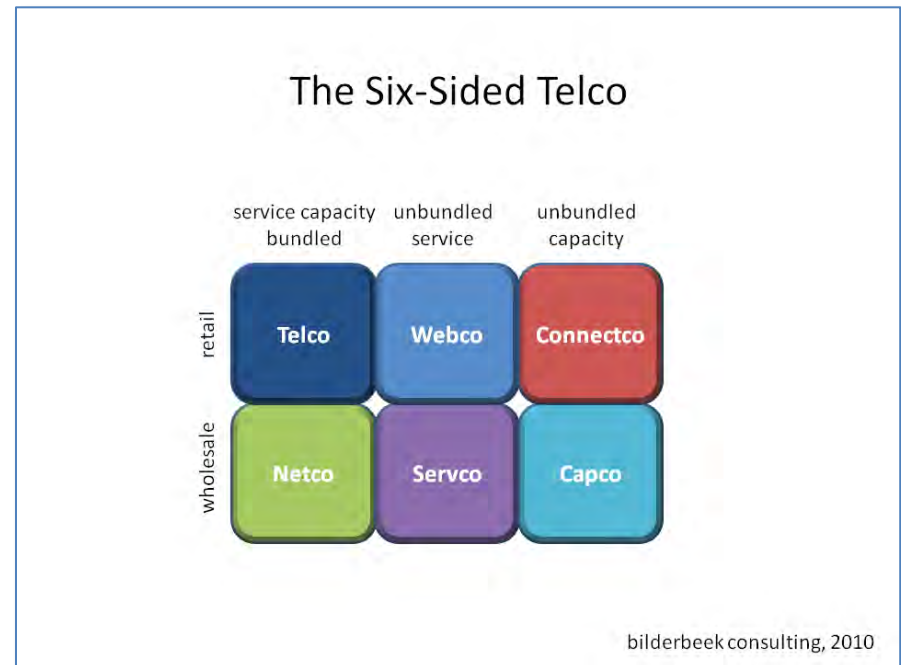 The Six-Sided Telco
service capacity unbundled unbundled
bundled service capacity
retail
Telco Webco Connectco
wholesale
Netco Servco Capco
bilderbeek consulting, 2010